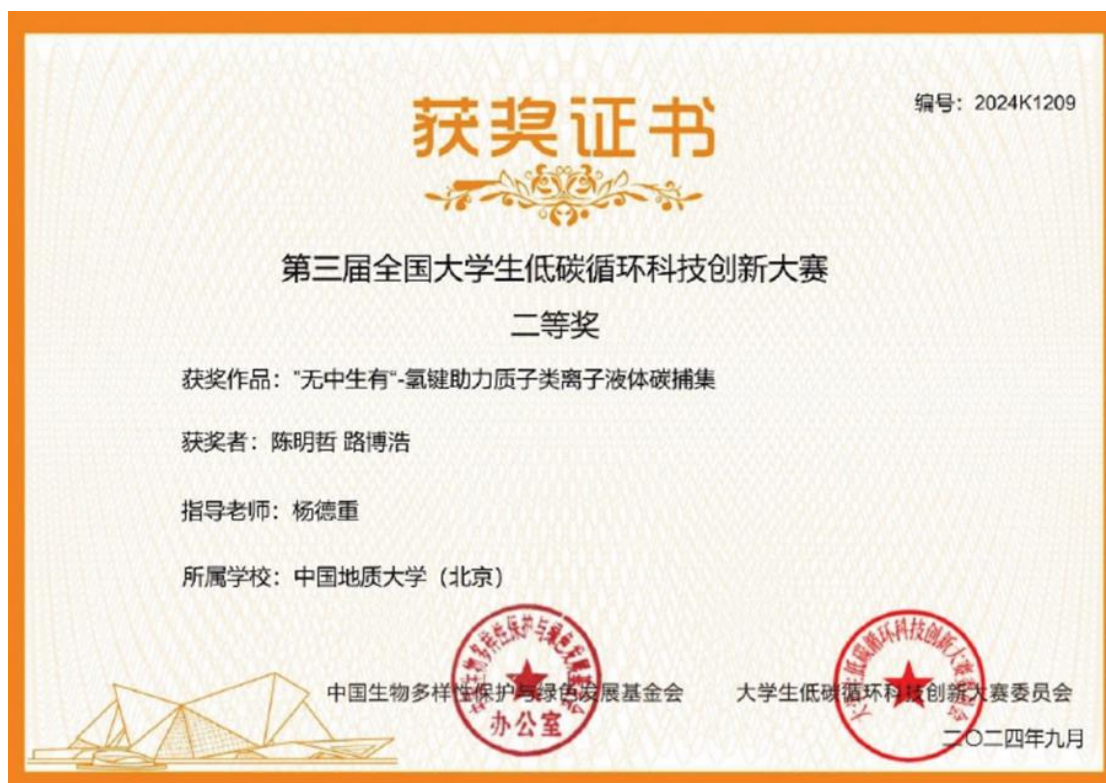 编号：2024K1209
获奖证书
第三届全国大学生低碳循环科技创新大赛
二等奖
获奖作品："无中生有"-氢键助力质子类离子液体碳捕集
获奖者：陈明哲 路博浩
指导老师：杨德重
所属学校：中国地质大学（北京）
中国生物多样性保护与绿色发展基金会
办公室
大学生低碳循环科技创新大赛委员会
二〇二四年九月